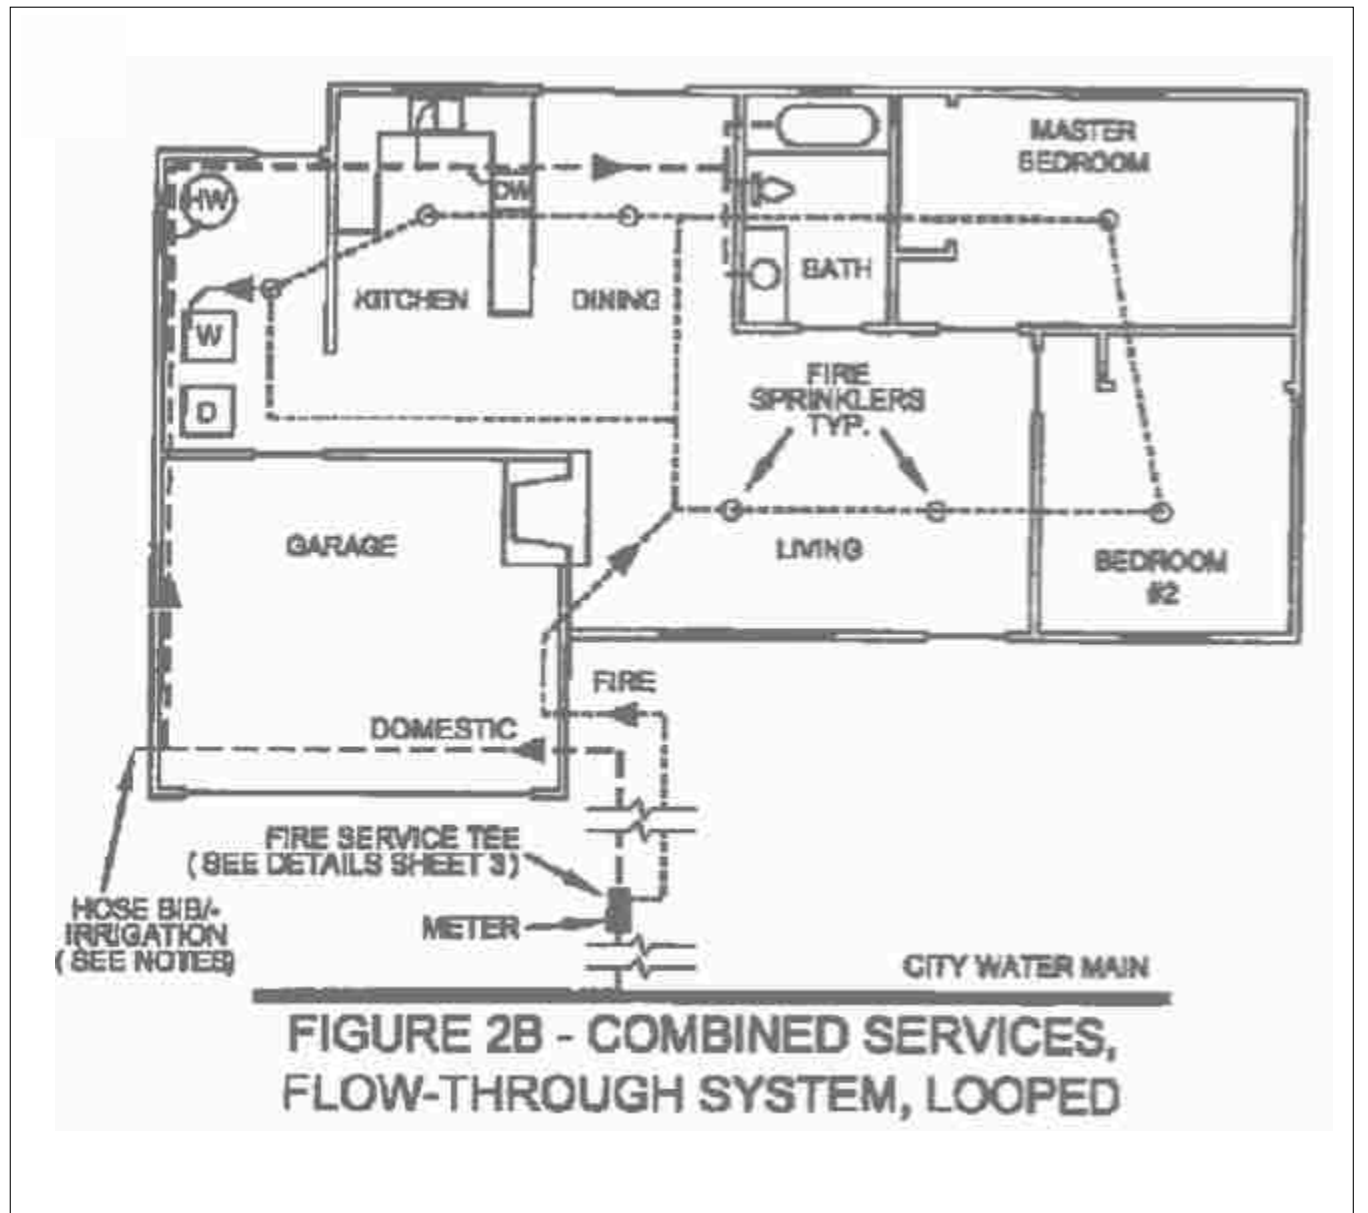 MASTER
BEDROOM
HW
DW
BATH
KITCHEN
DINING
W
D
FIRE
SPRINKLERS
TYP.
GARAGE
LIVING
BEDROOM
#2
FIRE
DOMESTIC
FIRE SERVICE TEE
( SEE DETAILS SHEET 3 )
HOSE BIB/-
IRRIGATION
( SEE NOTES)
METER
CITY WATER MAIN
FIGURE 2B - COMBINED SERVICES,
FLOW-THROUGH SYSTEM, LOOPED